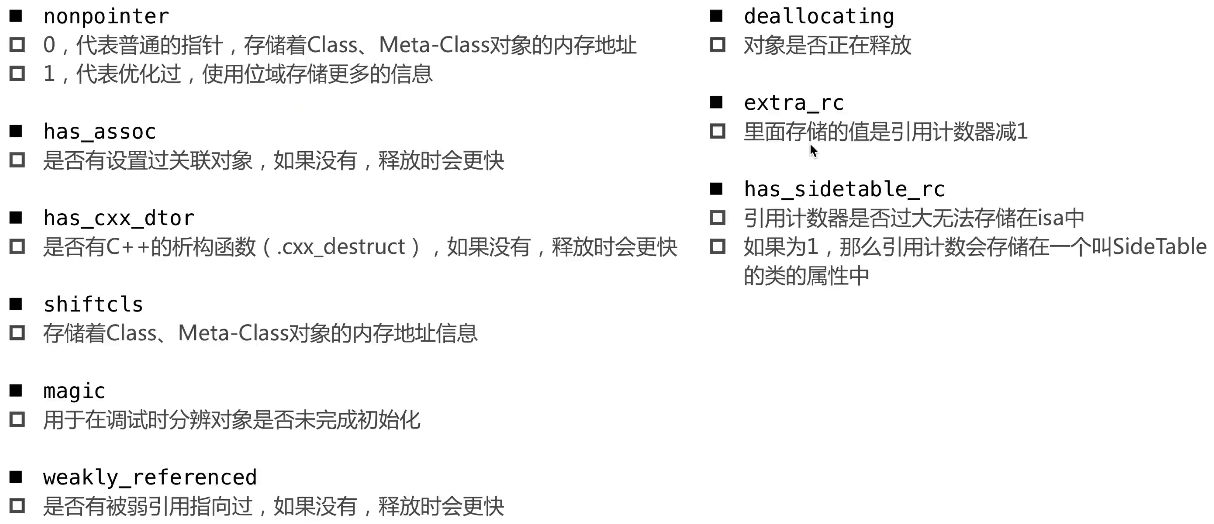 nonpointer
0，代表普通的指针，存储着Class、Meta-Class对象的内存地址
1，代表优化过，使用位域存储更多的信息
has_assoc
是否有设置过关联对象，如果没有，释放时会更快
has_cxx_dtor
是否有C++的析构函数（.cxx_destruct），如果没有，释放时会更快
shiftcls
存储着Class、Meta-Class对象的内存地址信息
magic
用于在调试时分辨对象是否未完成初始化
weakly_referenced
是否有被弱引用指向过，如果没有，释放时会更快
deallocating
对象是否正在释放
extra_rc
里面存储的值是引用计数器减1
has_sidetable_rc
引用计数器是否过大无法存储在isa中
如果为1，那么引用计数会存储在一个叫SideTable
的类的属性中